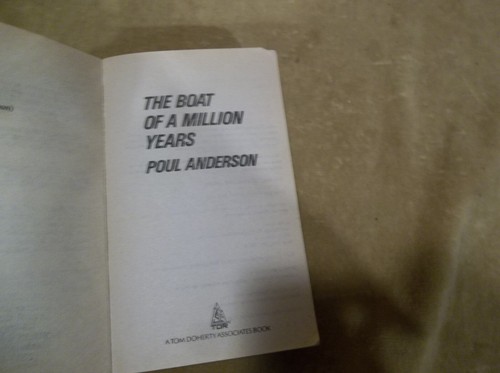 THE BOAT
OF A MILLION
YEARS
POUL ANDERSON
TOR
A TOM DOHERTY ASSOCIATES BOOK